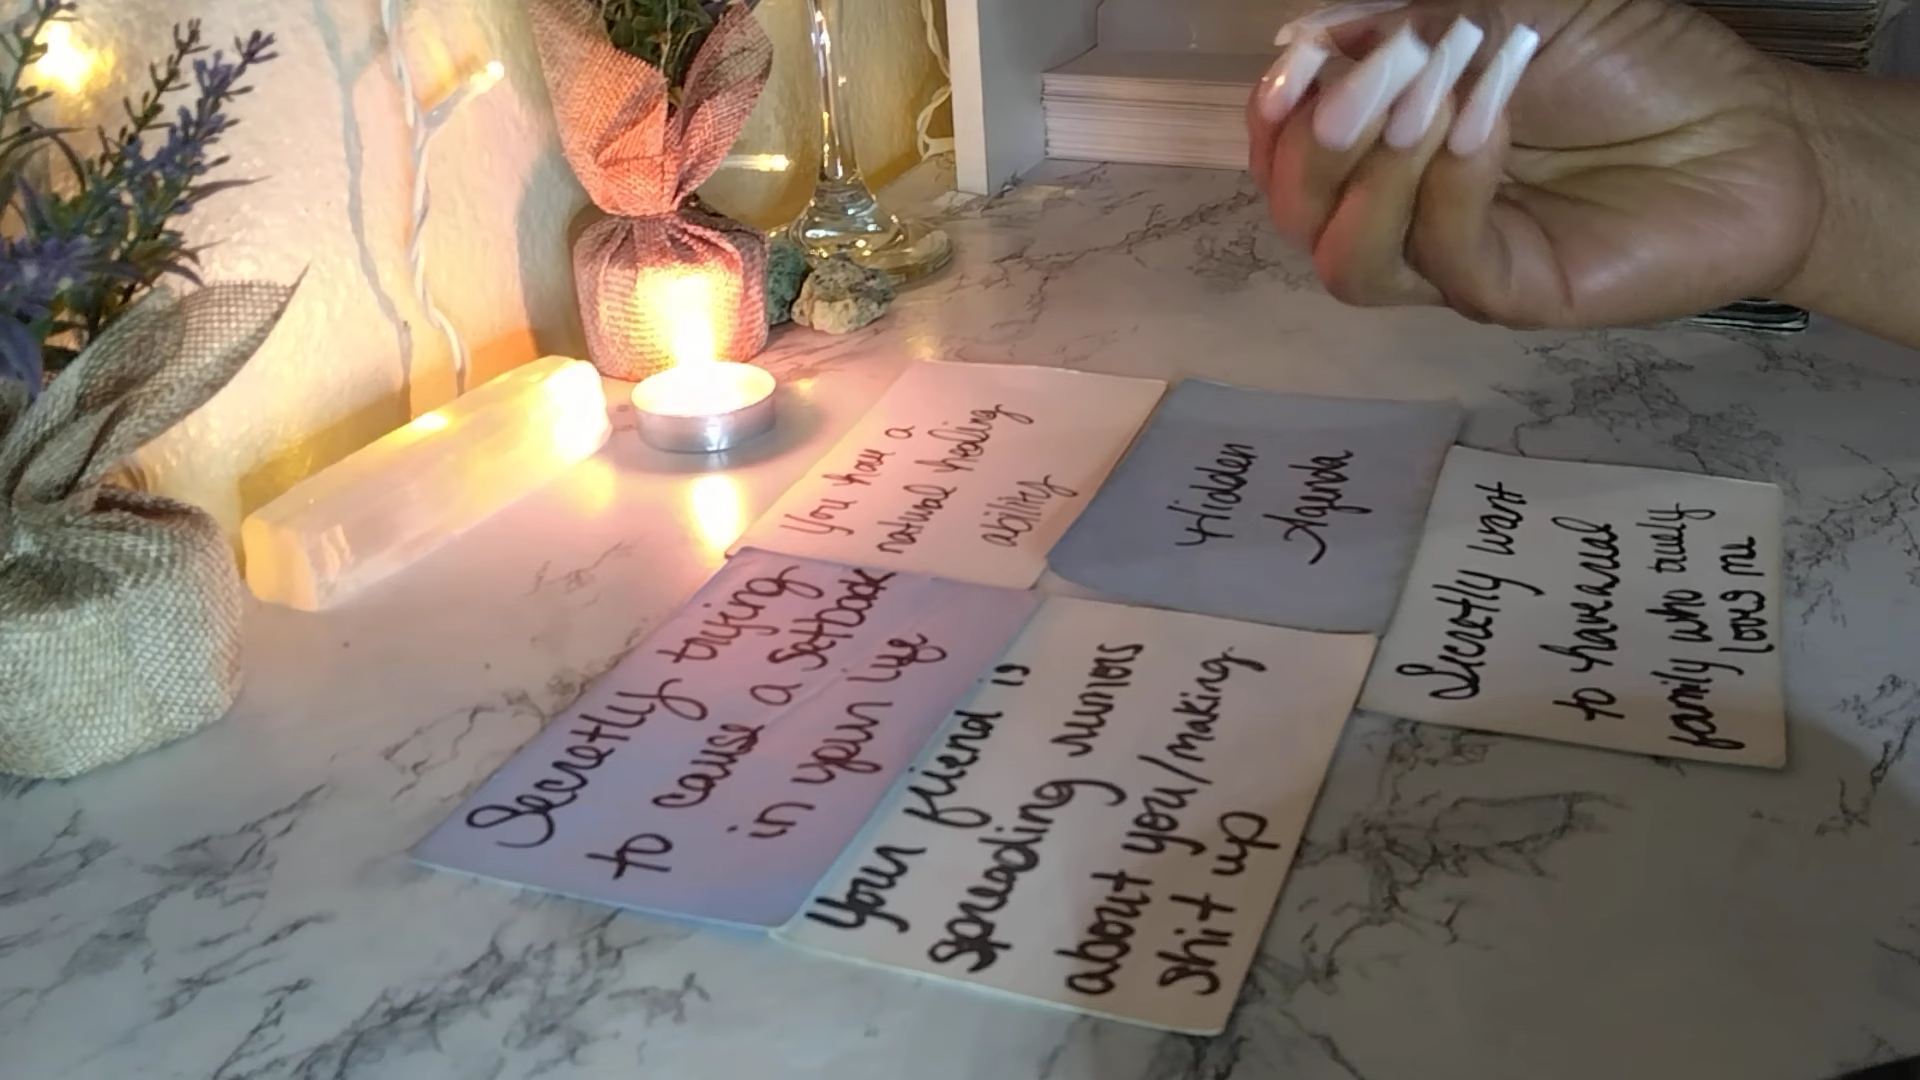 You have a
natural healing
ability
Hidden
Agenda
Secretly want
to have a real
family who truly
loves me
Secretly trying
to cause a setback
in your life
Your friend is
spreading rumors
about you/making
shit up